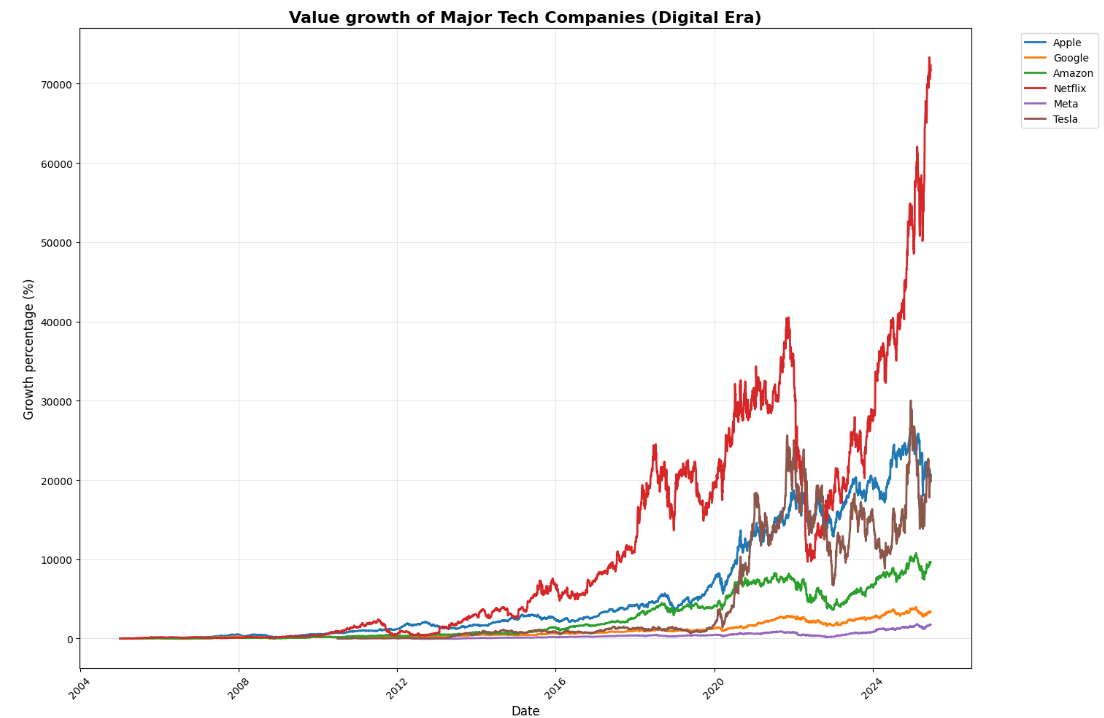 Value growth of Major Tech Companies (Digital Era)
Apple
Google
Amazon
Netflix
Meta
Tesla
Growth percentage (%)
70000
60000
50000
40000
30000
20000
10000
0
2004
2008
2012
2016
2020
2024
Date